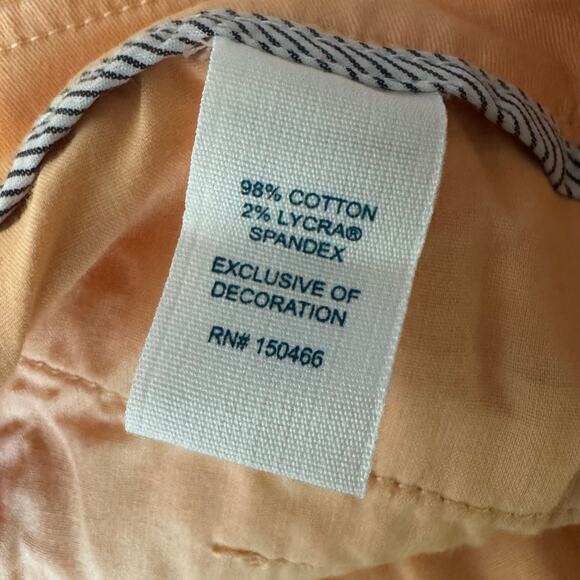 98% COTTON
2% LYCRA®
SPANDEX
EXCLUSIVE OF
DECORATION
RN# 150466